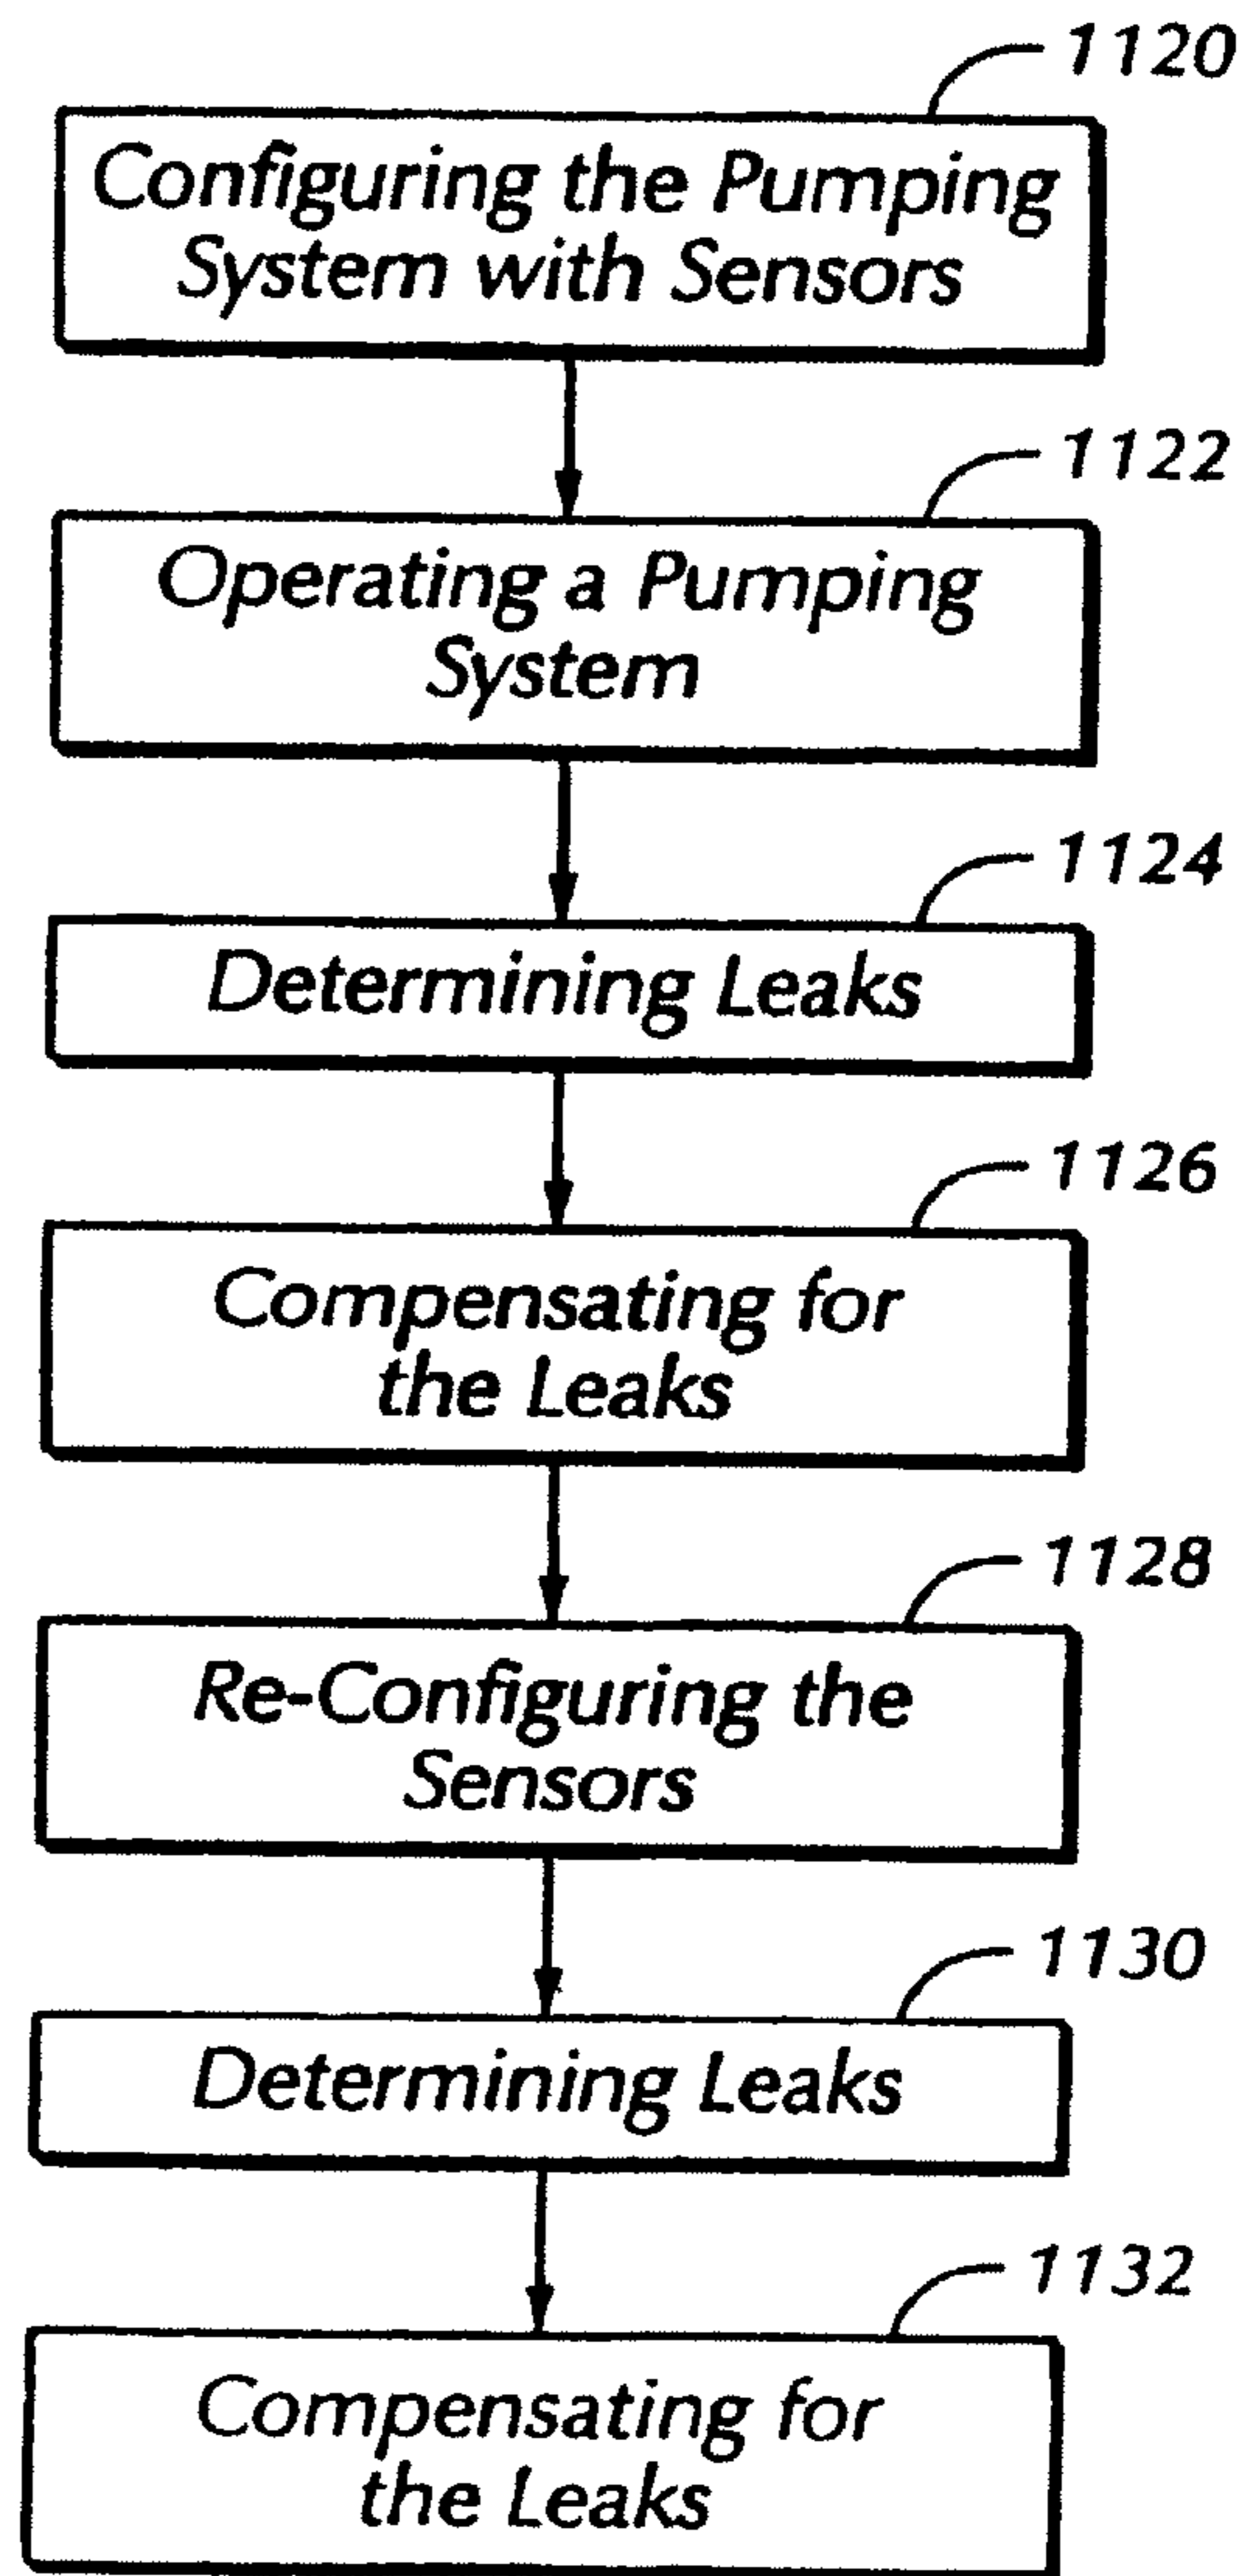 1120
Configuring the Pumping
System with Sensors
1122
Operating a Pumping
System
1124
Determining Leaks
1126
Compensating for
the Leaks
1128
Re-Configuring the
Sensors
1130
Determining Leaks
1132
Compensating for
the Leaks